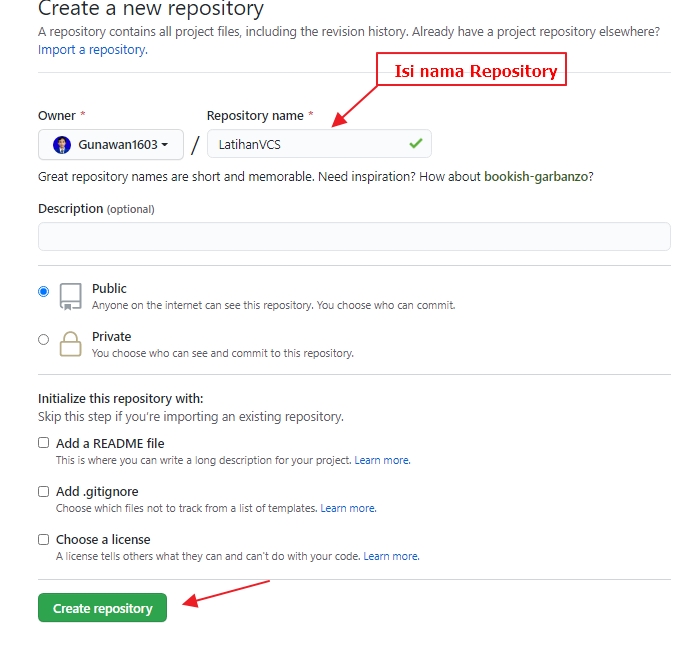 Create a new repository
A repository contains all project files, including the revision history. Already have a project repository elsewhere?
Import a repository.
Isi nama Repository
Owner *
Repository name *
Gunawan1603 / LatihanVCS
Great repository names are short and memorable. Need inspiration? How about bookish-garbanzo?
Description (optional)
Public
Anyone on the internet can see this repository. You choose who can commit.
Private
You choose who can see and commit to this repository.
Initialize this repository with:
Skip this step if you're importing an existing repository.
Add a README file
This is where you can write a long description for your project. Learn more.
Add .gitignore
Choose which files not to track from a list of templates. Learn more.
Choose a license
A license tells others what they can and can't do with your code. Learn more.
Create repository